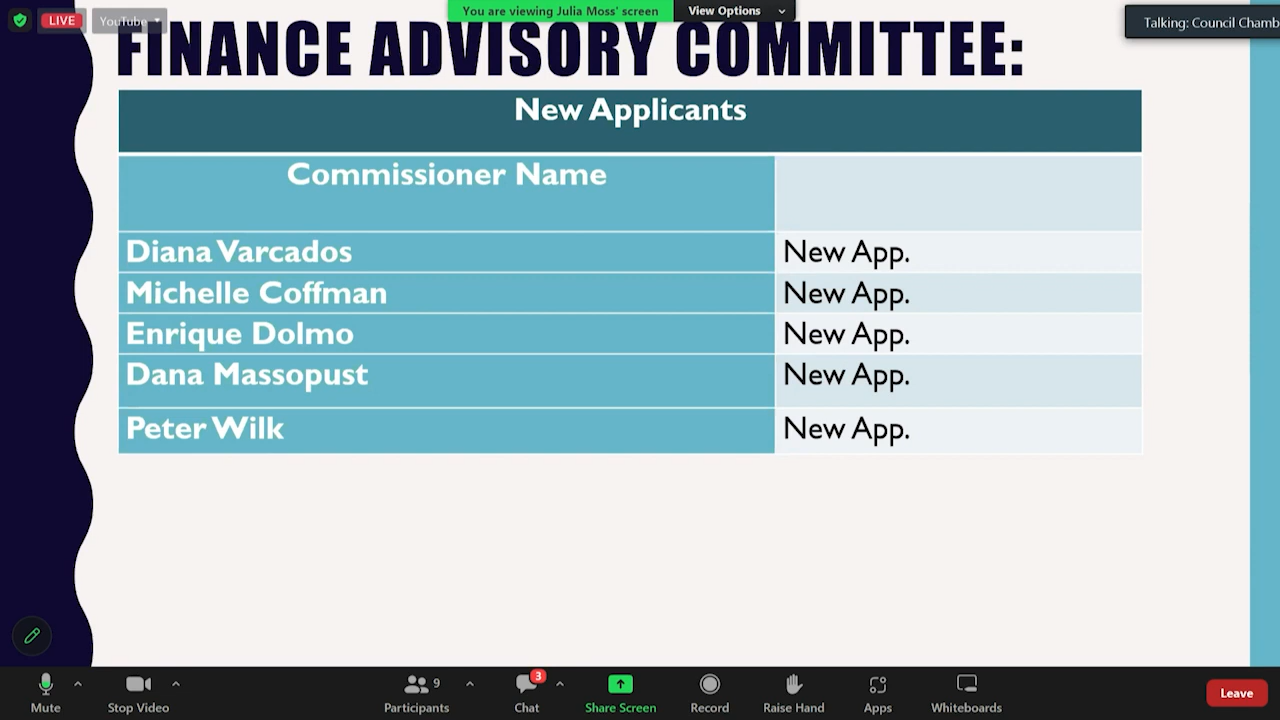 LIVE
YouTube
You are viewing Julia Moss' screen
View Options
Talking: Council Chamb
FINANCE ADVISORY COMMITTEE:
New Applicants
Commissioner Name
Diana Varcados New App.
Michelle Coffman New App.
Enrique Dolmo New App.
Dana Massopust New App.
Peter Wilk New App.
9
3
Mute
Stop Video
Participants
Chat
Share Screen
Record
Raise Hand
Apps
Whiteboards
Leave